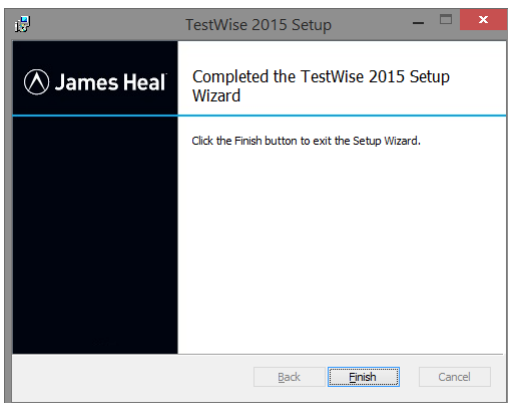 TestWise 2015 Setup
James Heal
Completed the TestWise 2015 Setup
Wizard
Click the Finish button to exit the Setup Wizard.
Back
Finish
Cancel